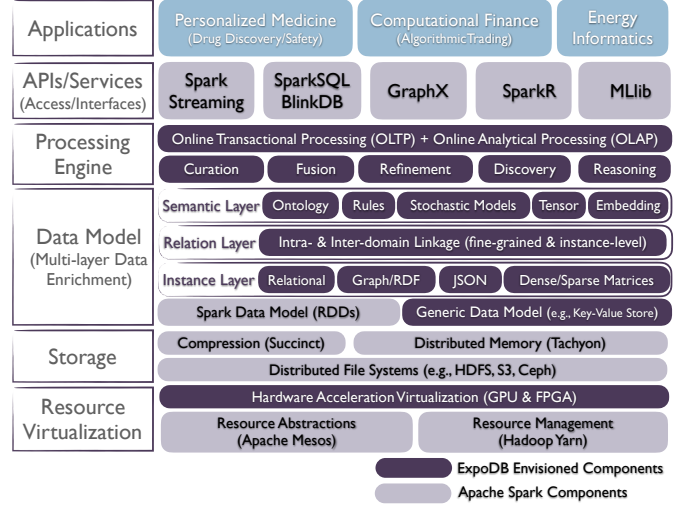 Applications
Personalized Medicine
(Drug Discovery/Safety)
Computational Finance
(AlgorithmicTrading)
Energy
Informatics
APIs/Services
(Access/Interfaces)
Spark
Streaming
SparkSQL
BlinkDB
GraphX
SparkR
MLlib
Processing
Engine
Online Transactional Processing (OLTP) + Online Analytical Processing (OLAP)
Curation
Fusion
Refinement
Discovery
Reasoning
Data Model
(Multi-layer Data
Enrichment)
Semantic Layer
Ontology
Rules
Stochastic Models
Tensor
Embedding
Relation Layer
Intra- & Inter-domain Linkage (fine-grained & instance-level)
Instance Layer
Relational
Graph/RDF
JSON
Dense/Sparse Matrices
Spark Data Model (RDDs)
Generic Data Model (e.g., Key-Value Store)
Storage
Compression (Succinct)
Distributed Memory (Tachyon)
Distributed File Systems (e.g., HDFS, S3, Ceph)
Resource
Virtualization
Hardware Acceleration Virtualization (GPU & FPGA)
Resource Abstractions
(Apache Mesos)
Resource Management
(Hadoop Yarn)
ExpoDB Envisioned Components
Apache Spark Components